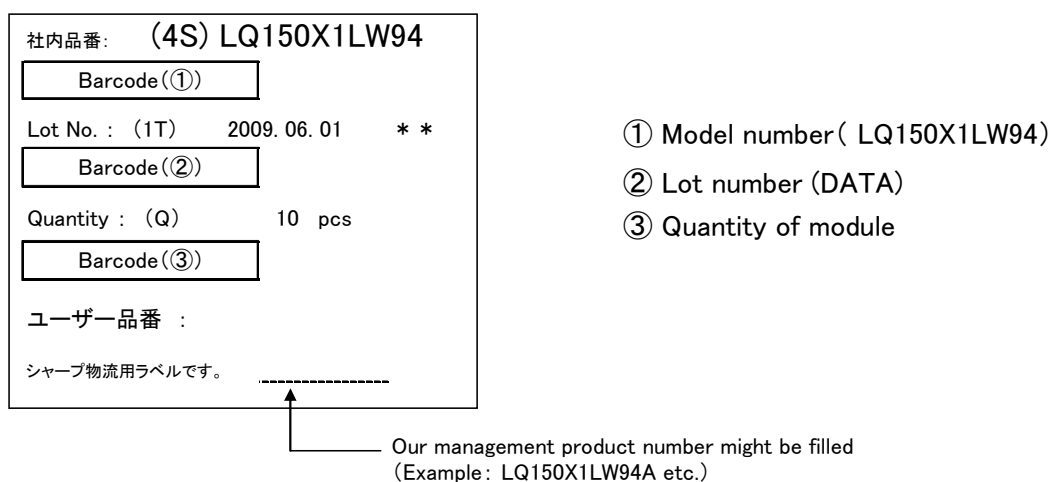 社内品番: (4S) LQ150X1LW94
Barcode(①)
Lot No. : (1T) 2009. 06. 01 * *
Barcode(②)
Quantity : (Q) 10 pcs
Barcode(③)
ユーザー品番 :
シャープ物流用ラベルです。
① Model number( LQ150X1LW94)
② Lot number (DATA)
③ Quantity of module
Our management product number might be filled
(Example: LQ150X1LW94A etc.)